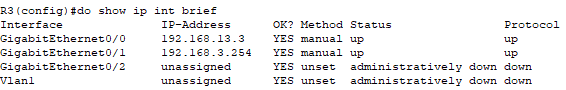 R3(config)#do show ip int brief
Interface IP-Address OK? Method Status Protocol
GigabitEthernet0/0 192.168.13.3 YES manual up up
GigabitEthernet0/1 192.168.3.254 YES manual up up
GigabitEthernet0/2 unassigned YES unset administratively down down
Vlan1 unassigned YES unset administratively down down